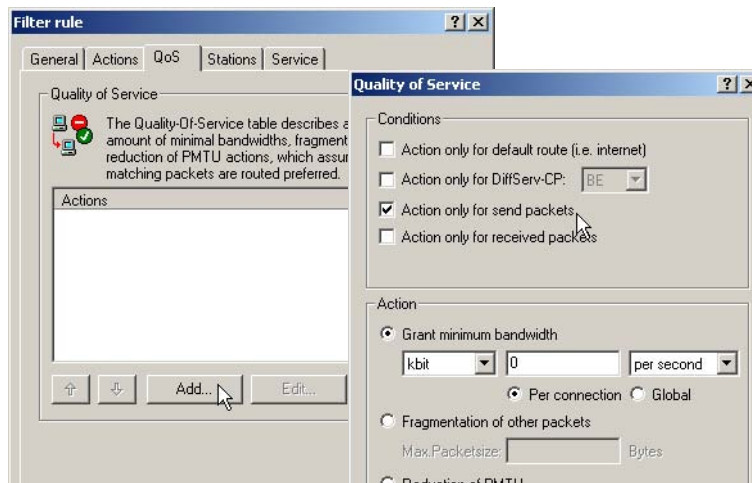 Filter rule
General Actions QoS Stations Service
Quality of Service
The Quality-Of-Service table describes a
amount of minimal bandwidths, fragment
reduction of PMTU actions, which assur
matching packets are routed preferred.
Actions
Add... Edit...
Quality of Service
Conditions
Action only for default route (i.e. internet)
Action only for DiffServ-CP: BE
Action only for send packets
Action only for received packets
Action
Grant minimum bandwidth
kbit 0 per second
Per connection Global
Fragmentation of other packets
Max.Packetsize: Bytes
Reduction of PMTU